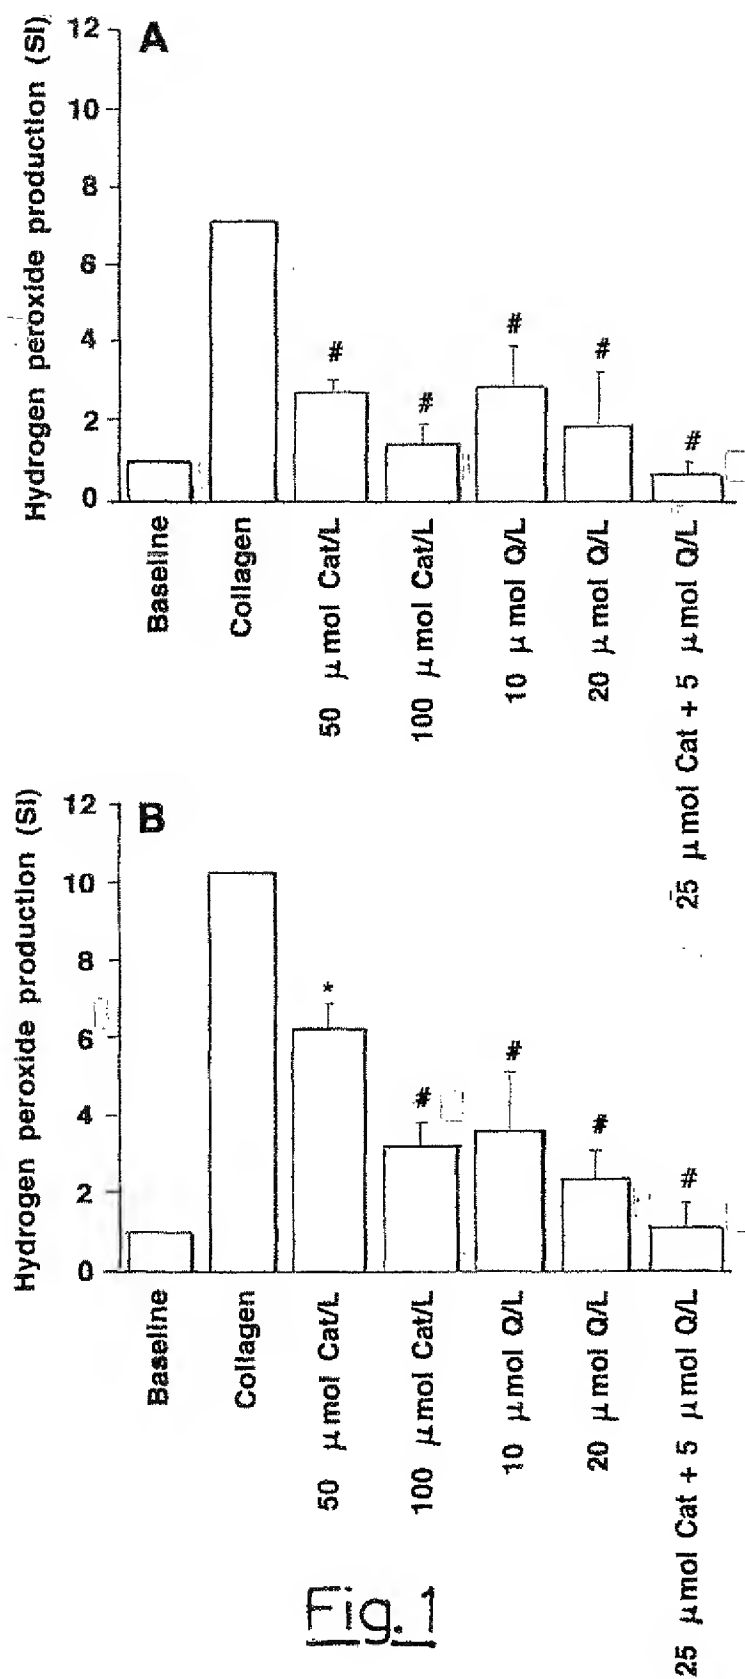 A
Hydrogen peroxide production (SI)
12
10
8
6
4
2
0
#
#
#
#
#
Baseline
Collagen
50 μmol Cat/L
100 μmol Cat/L
10 μmol Q/L
20 μmol Q/L
25 μmol Cat + 5 μmol Q/L
B
Hydrogen peroxide production (SI)
12
10
8
6
4
2
0
*
#
#
#
#
Baseline
Collagen
50 μmol Cat/L
100 μmol Cat/L
10 μmol Q/L
20 μmol Q/L
25 μmol Cat + 5 μmol Q/L
Fig. 1